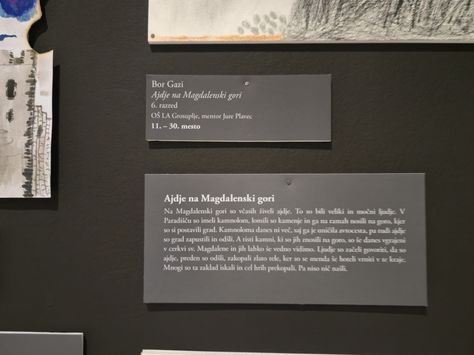 Bor Gazi
Ajdje na Magdalenski gori
6. razred
OŠ LA Grosuplje, mentor Jure Plavec
11. – 30. mesto
Ajdje na Magdalenski gori
Na Magdalenski gori so včasih živeli ajdje. To so bili veliki in močni ljudje. V
Paradišču so imeli kamnolom, lomili so kamenje in ga na ramah nosili na goro, kjer
so si postavili grad. Kamnoloma danes ni več, saj ga je uničila avtocesta, pa tudi ajdje
so grad zapustili in odšli. A tisti kamni, ki so jih znosili na goro, so še danes vgrajeni
v cerkvi sv. Magdalene in jih lahko še vedno vidimo. Ljudje so začeli govoriti, da so
ajdje, preden so odšli, zakopali zlato tele, ker so se menda še hoteli vrniti v te kraje.
Mnogi so ta zaklad iskali in cel hrib prekopali. Pa niso nič našli.